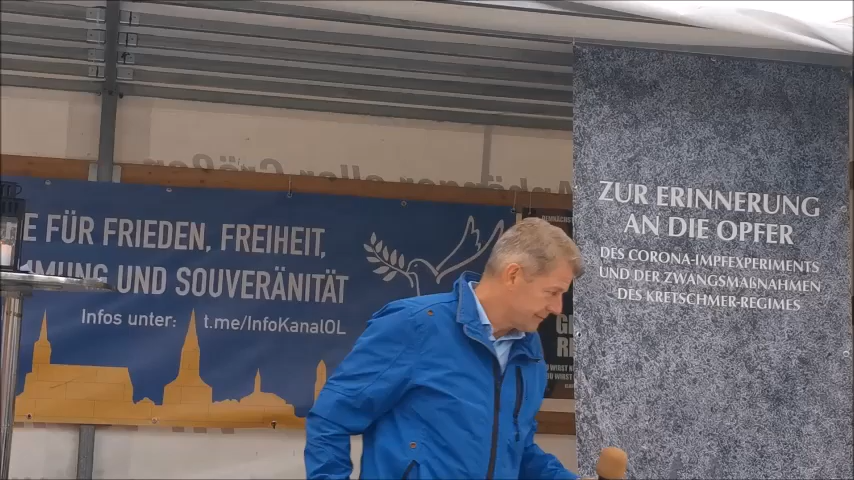 E FÜR FRIEDEN, FREIHEIT,
MUNG UND SOUVERÄNITÄT
Infos unter: t.me/InfoKanalOL
ZUR ERINNERUNG
AN DIE OPFER
DES CORONA-IMPFEXPERIMENTS
UND DER ZWANGSMASSNAHMEN
DES KRETSCHMER-REGIMES